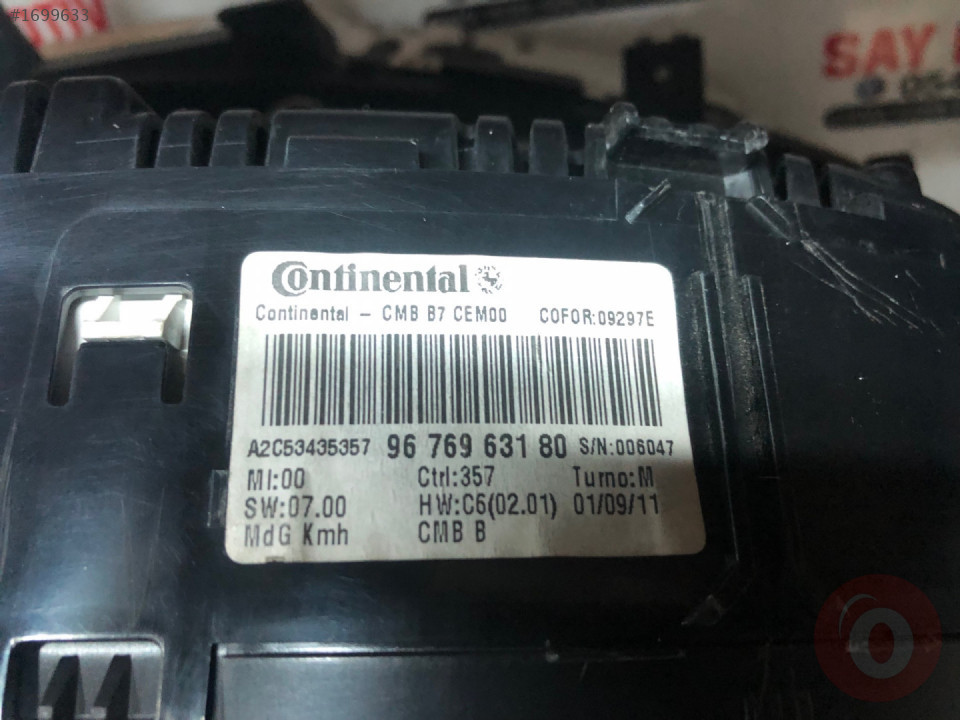 #1699633
SAY
054
Continental
Continental - CMB B7 CEM00 COFOR:09297E
A2C53435357 96 769 631 80 S/N:006047
MI:00 Ctrl:357 Turno:M
SW:07.00 HW:C6(02.01) 01/09/11
MdG Kmh CMB B